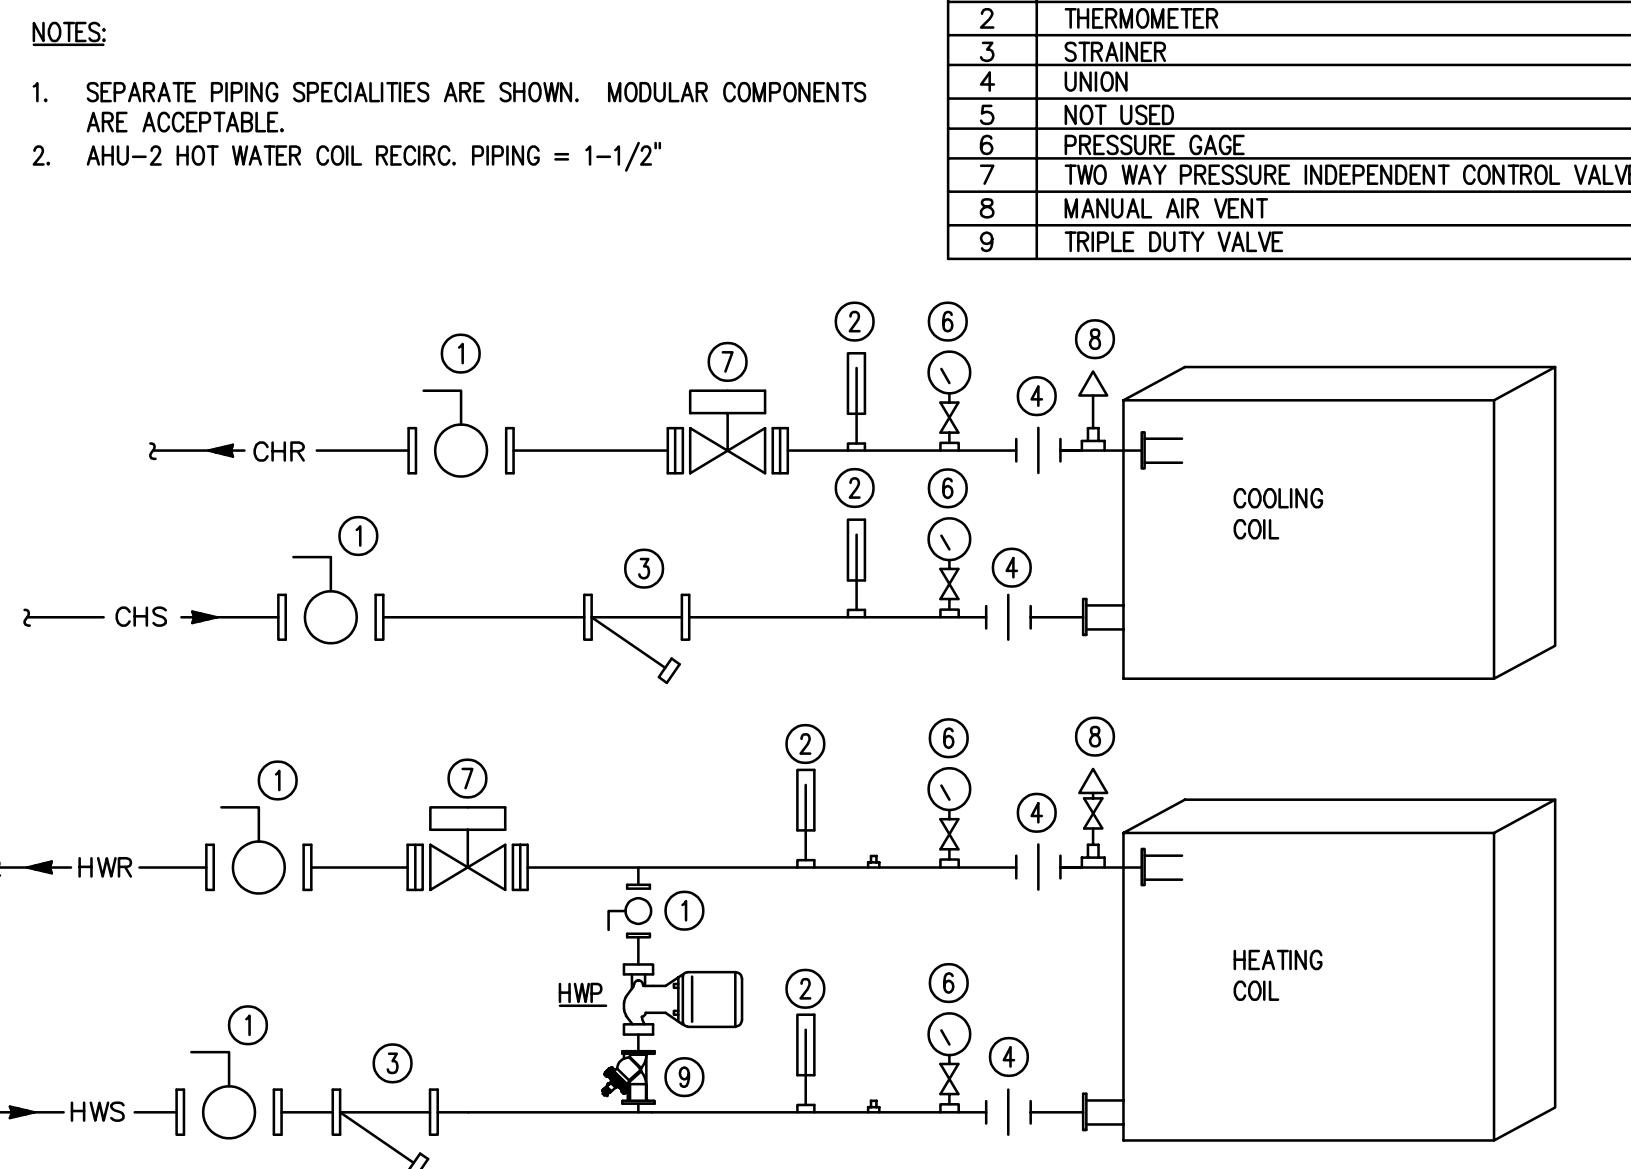 NOTES:
1. SEPARATE PIPING SPECIALITIES ARE SHOWN. MODULAR COMPONENTS
ARE ACCEPTABLE.
2. AHU-2 HOT WATER COIL RECIRC. PIPING = 1-1/2"
2 THERMOMETER
3 STRAINER
4 UNION
5 NOT USED
6 PRESSURE GAGE
7 TWO WAY PRESSURE INDEPENDENT CONTROL VALVE
8 MANUAL AIR VENT
9 TRIPLE DUTY VALVE
1 7 2 6 4 8
CHR
COOLING
COIL
1 3 2 6 4
CHS
1 7 2 6 4 8
HWR
1
HEATING
COIL
HWP
1 3 9 2 6 4
HWS